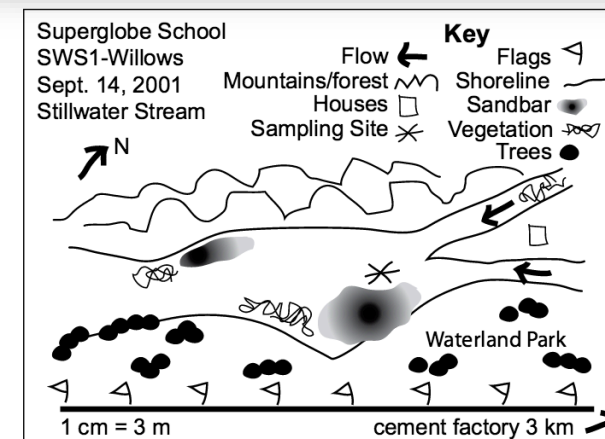 Superglobe School
SWS1-Willows
Sept. 14, 2001
Stillwater Stream
N
Key
Flow
Mountains/forest
Houses
Sampling Site
Flags
Shoreline
Sandbar
Vegetation
Trees
Waterland Park
1 cm = 3 m
cement factory 3 km